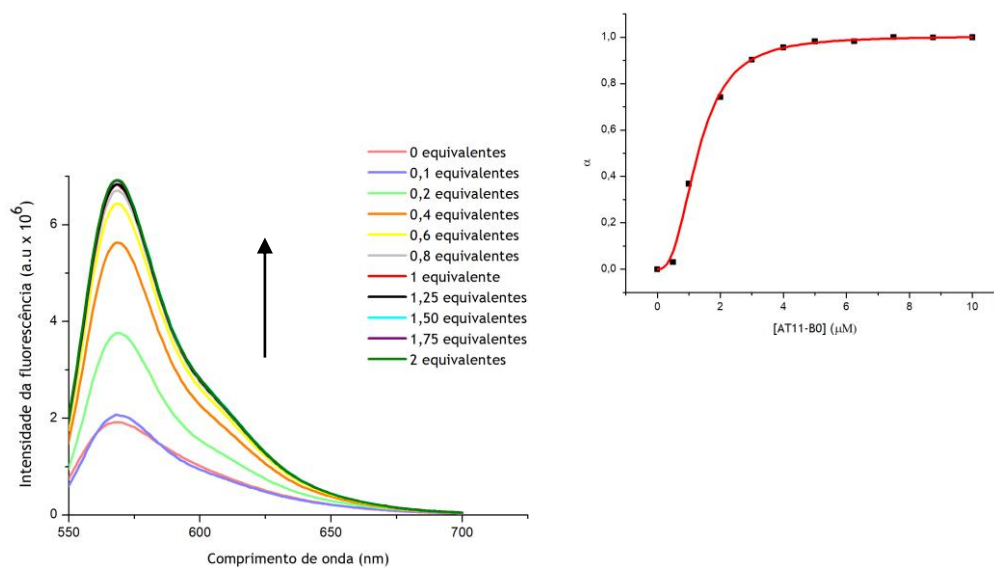 Intensidade da fluorescência (a.u x 10⁶)
6
4
2
0
550
600
650
700
Comprimento de onda (nm)
0 equivalentes
0,1 equivalentes
0,2 equivalentes
0,4 equivalentes
0,6 equivalentes
0,8 equivalentes
1 equivalente
1,25 equivalentes
1,50 equivalentes
1,75 equivalentes
2 equivalentes
α
1,0
0,8
0,6
0,4
0,2
0,0
0
2
4
6
8
10
[AT11-B0] (μM)